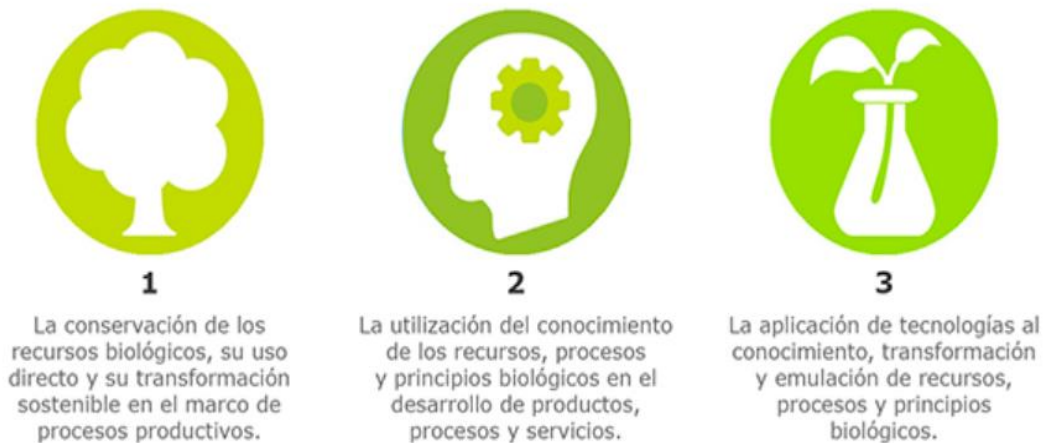 1
La conservación de los
recursos biológicos, su uso
directo y su transformación
sostenible en el marco de
procesos productivos.
2
La utilización del conocimiento
de los recursos, procesos
y principios biológicos en el
desarrollo de productos,
procesos y servicios.
3
La aplicación de tecnologías al
conocimiento, transformación
y emulación de recursos,
procesos y principios
biológicos.